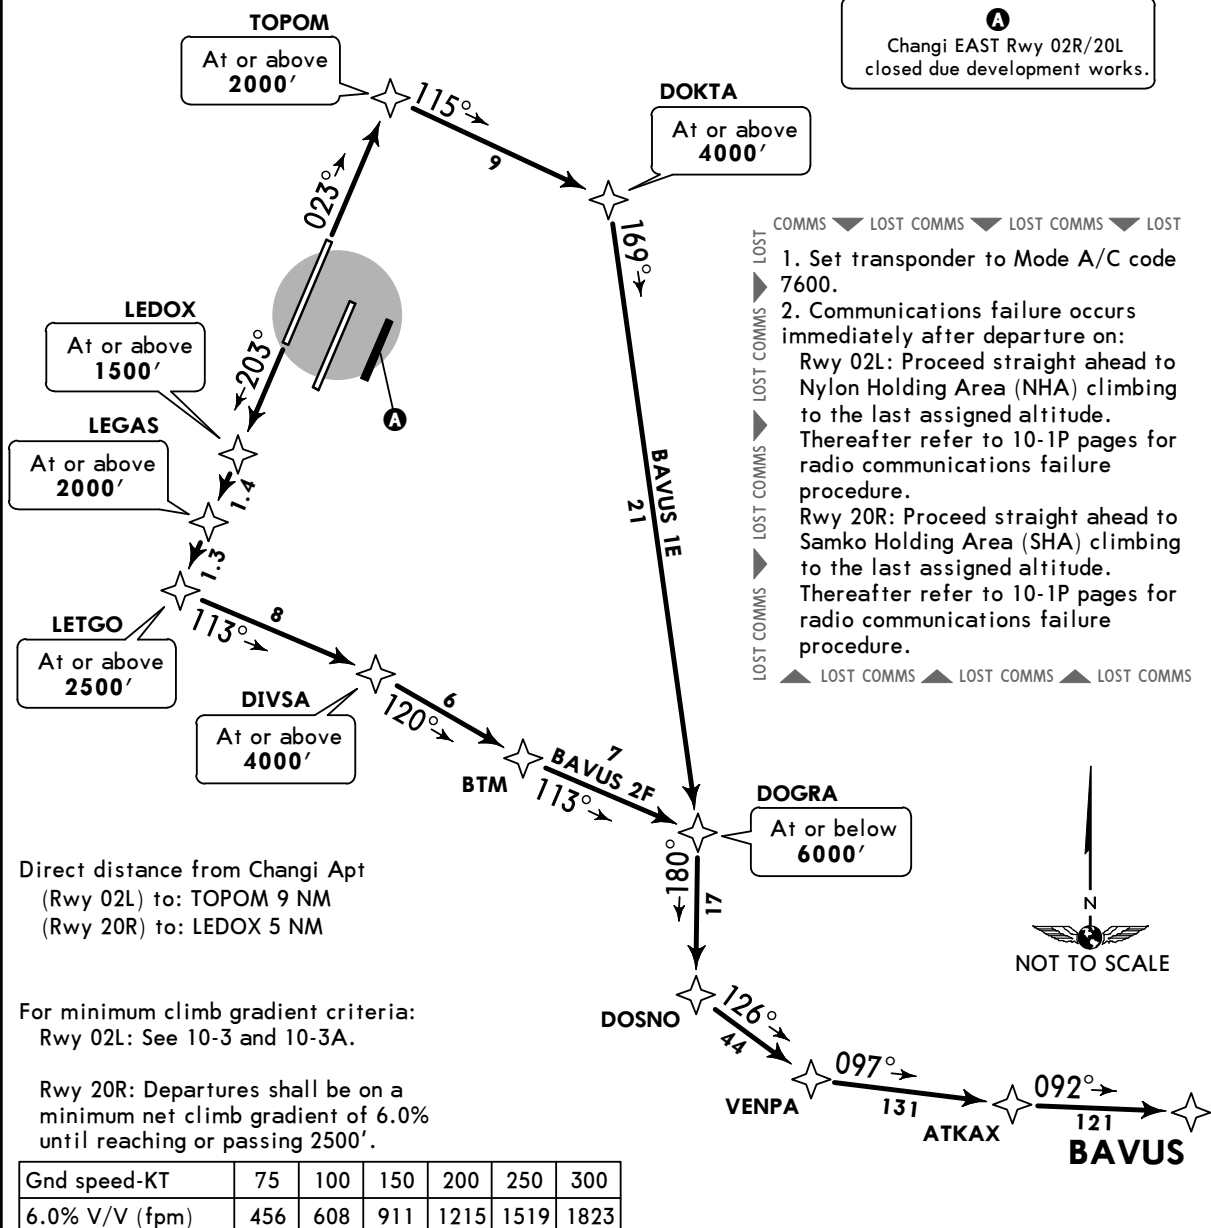 TOPOM
At or above
2000′
A
Changi EAST Rwy 02R/20L
closed due development works.
115°
9
DOKTA
At or above
4000′
023°
169°
LEDOX
At or above
1500′
203°
A
LEGAS
At or above
2000′
1.4
1.3
LETGO
At or above
2500′
113°
8
DIVSA
At or above
4000′
120°
6
BTM
7
BAVUS 2F
113°
BAVUS 1E
21
DOGRA
At or below
6000′
COMMS LOST COMMS LOST COMMS LOST
LOST
LOST COMMS
LOST COMMS
LOST COMMS
LOST COMMS LOST COMMS LOST COMMS
1. Set transponder to Mode A/C code
7600.
2. Communications failure occurs
immediately after departure on:
Rwy 02L: Proceed straight ahead to
Nylon Holding Area (NHA) climbing
to the last assigned altitude.
Thereafter refer to 10-1P pages for
radio communications failure
procedure.
Rwy 20R: Proceed straight ahead to
Samko Holding Area (SHA) climbing
to the last assigned altitude.
Thereafter refer to 10-1P pages for
radio communications failure
procedure.
Direct distance from Changi Apt
(Rwy 02L) to: TOPOM 9 NM
(Rwy 20R) to: LEDOX 5 NM
180°
17
N
NOT TO SCALE
DOSNO
126°
44
VENPA
097°
131
ATKAX
092°
121
BAVUS
For minimum climb gradient criteria:
Rwy 02L: See 10-3 and 10-3A.
Rwy 20R: Departures shall be on a
minimum net climb gradient of 6.0%
until reaching or passing 2500′.
Gnd speed-KT 75 100 150 200 250 300
6.0% V/V (fpm) 456 608 911 1215 1519 1823